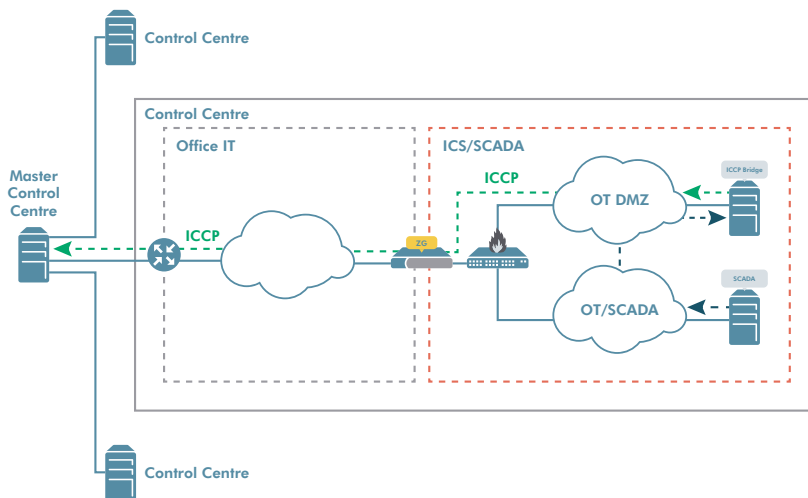 Control Centre
Control Centre
Office IT
ICS/SCADA
Master
Control
Centre
ICCP
ICCP
ZG
OT DMZ
ICCP Bridge
OT/SCADA
SCADA
Control Centre